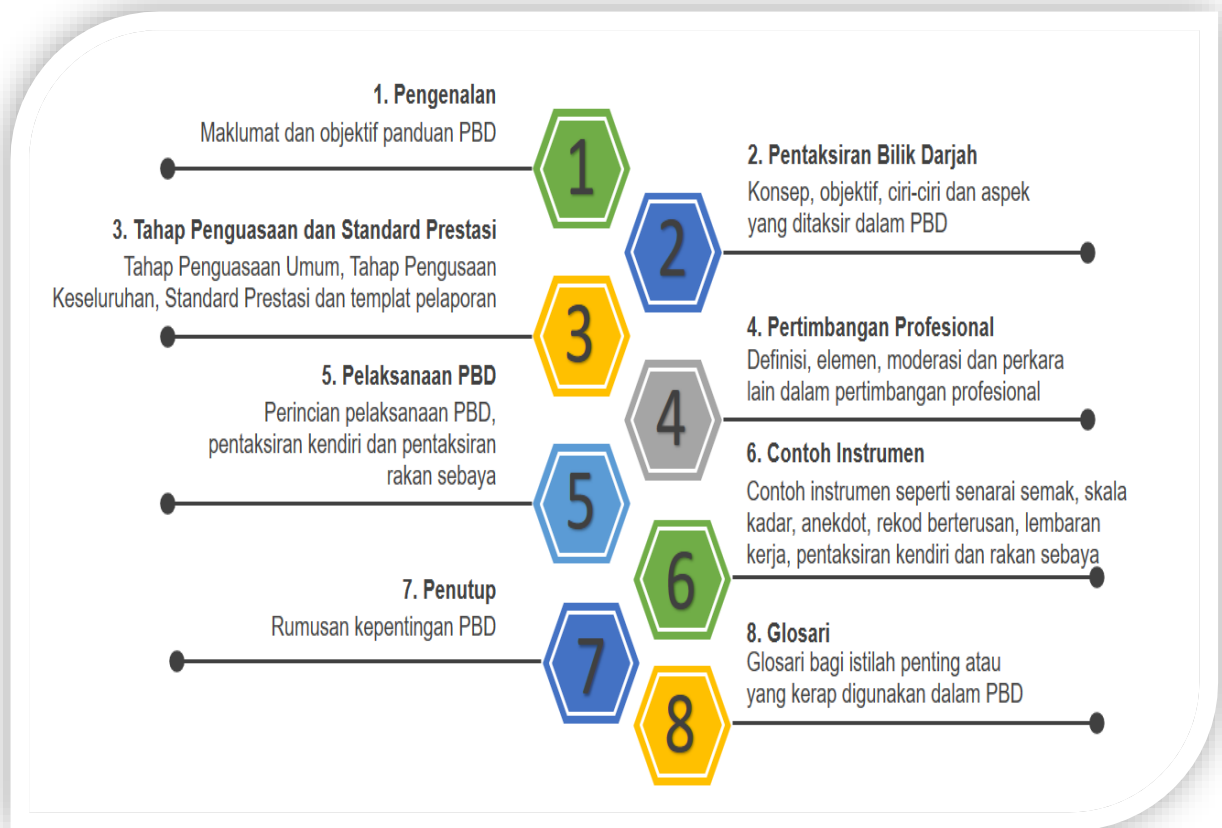 1. Pengenalan
Maklumat dan objektif panduan PBD
1
2. Pentaksiran Bilik Darjah
Konsep, objektif, ciri-ciri dan aspek
yang ditaksir dalam PBD
2
3. Tahap Penguasaan dan Standard Prestasi
Tahap Penguasaan Umum, Tahap Pengusaan
Keseluruhan, Standard Prestasi dan templat pelaporan
3
4. Pertimbangan Profesional
Definisi, elemen, moderasi dan perkara
lain dalam pertimbangan profesional
4
5. Pelaksanaan PBD
Perincian pelaksanaan PBD,
pentaksiran kendiri dan pentaksiran
rakan sebaya
5
6. Contoh Instrumen
Contoh instrumen seperti senarai semak, skala
kadar, anekdot, rekod berterusan, lembaran
kerja, pentaksiran kendiri dan rakan sebaya
6
7. Penutup
Rumusan kepentingan PBD
7
8. Glosari
Glosari bagi istilah penting atau
yang kerap digunakan dalam PBD
8